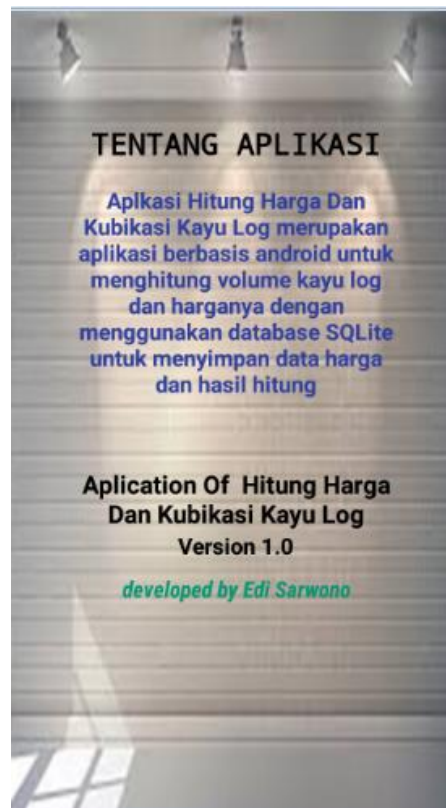 TENTANG APLIKASI
Aplkasi Hitung Harga Dan
Kubikasi Kayu Log merupakan
aplikasi berbasis android untuk
menghitung volume kayu log
dan harganya dengan
menggunakan database SQLite
untuk menyimpan data harga
dan hasil hitung
Aplication Of Hitung Harga
Dan Kubikasi Kayu Log
Version 1.0
developed by Edi Sarwono